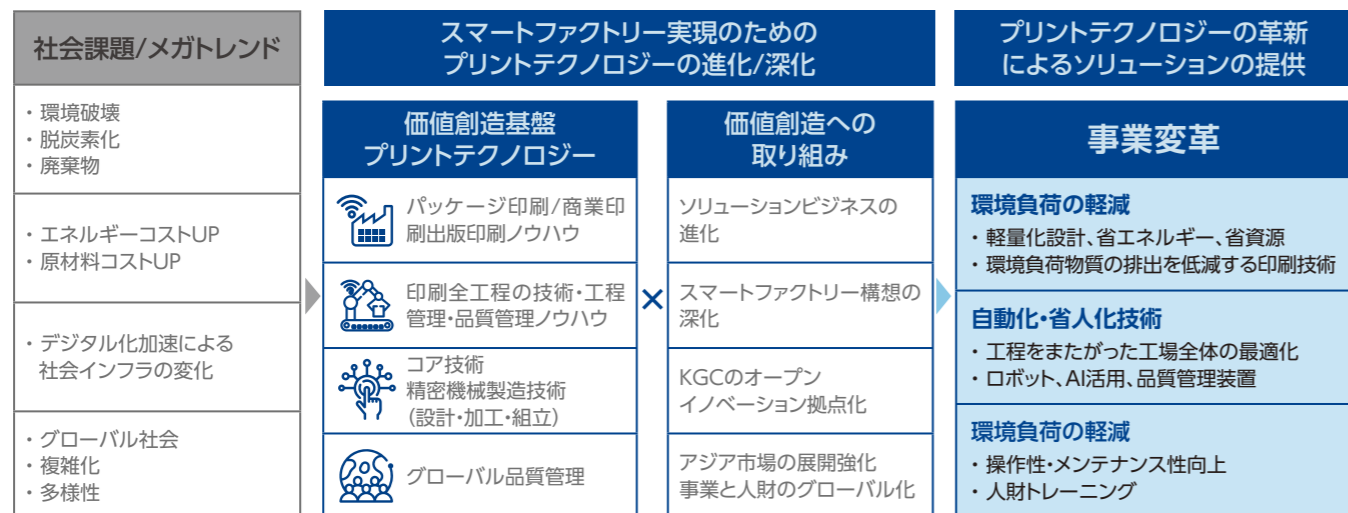 社会課題/メガトレンド
・環境破壊
・脱炭素化
・廃棄物
・エネルギーコストUP
・原材料コストUP
・デジタル化加速による
社会インフラの変化
・グローバル社会
・複雑化
・多様性
スマートファクトリー実現のための
プリントテクノロジーの進化/深化
価値創造基盤
プリントテクノロジー
パッケージ印刷/商業印
刷出版印刷ノウハウ
印刷全工程の技術・工程
管理・品質管理ノウハウ
コア技術
精密機械製造技術
(設計・加工・組立)
グローバル品質管理
×
価値創造への
取り組み
ソリューションビジネスの
進化
スマートファクトリー構想の
深化
KGCのオープン
イノベーション拠点化
アジア市場の展開強化
事業と人財のグローバル化
プリントテクノロジーの革新
によるソリューションの提供
事業変革
環境負荷の軽減
・軽量化設計、省エネルギー、省資源
・環境負荷物質の排出を低減する印刷技術
自動化・省人化技術
・工程をまたがった工場全体の最適化
・ロボット、AI活用、品質管理装置
環境負荷の軽減
・操作性・メンテナンス性向上
・人財トレーニング